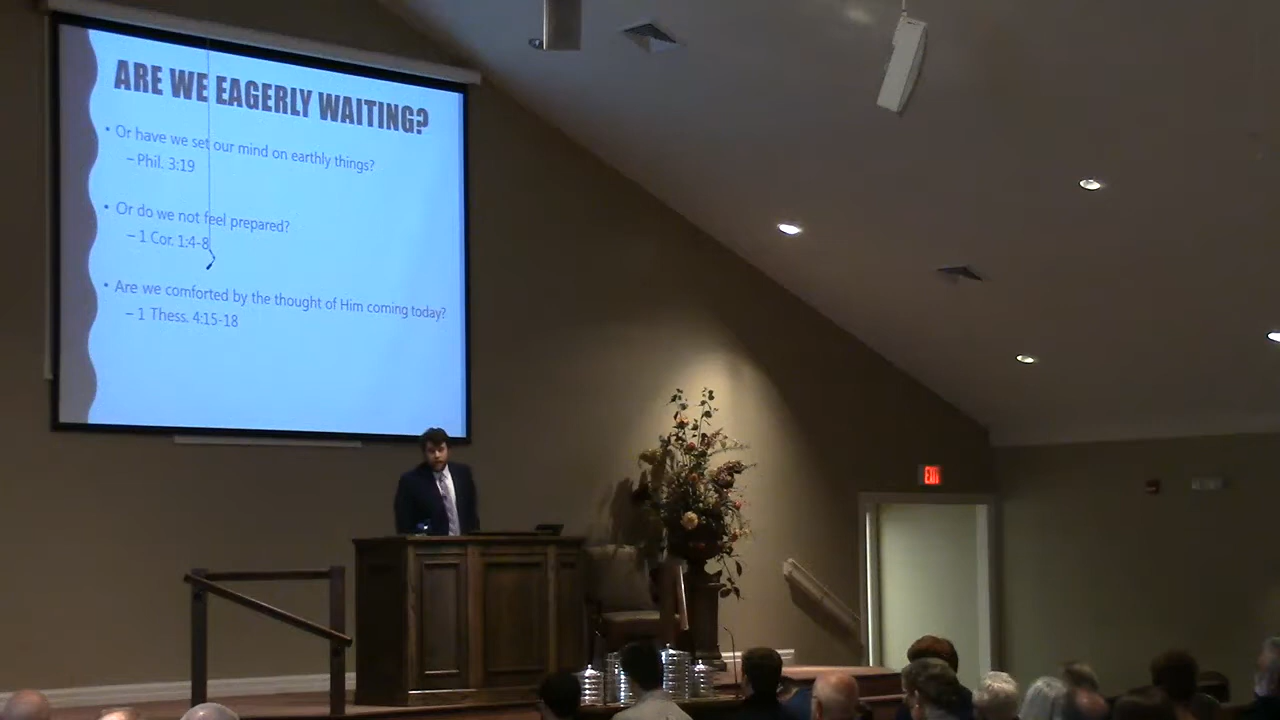 ARE WE EAGERLY WAITING?
• Or have we set our mind on earthly things?
– Phil. 3:19
• Or do we not feel prepared?
– 1 Cor. 1:4-8
• Are we comforted by the thought of Him coming today?
– 1 Thess. 4:15-18
EXIT